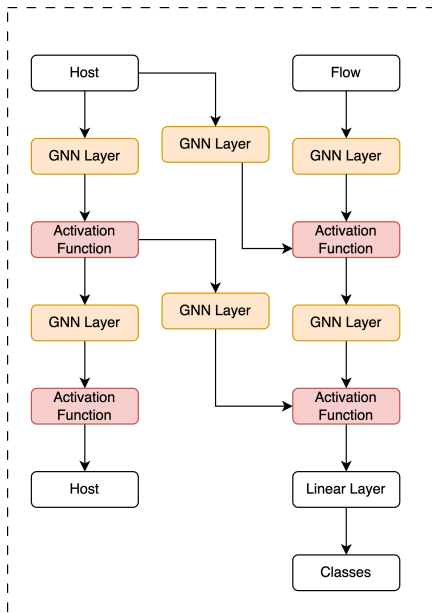 Host
Flow
GNN Layer
GNN Layer
GNN Layer
Activation
Function
Activation
Function
GNN Layer
GNN Layer
GNN Layer
Activation
Function
Activation
Function
Host
Linear Layer
Classes